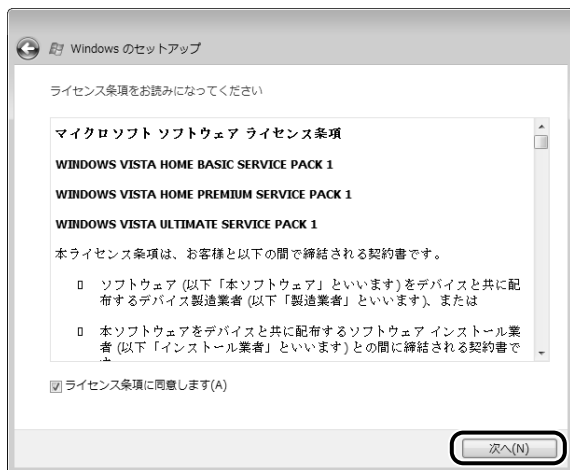 Windows のセットアップ
ライセンス条項をお読みになってください
マイクロソフト ソフトウェア ライセンス条項
WINDOWS VISTA HOME BASIC SERVICE PACK 1
WINDOWS VISTA HOME PREMIUM SERVICE PACK 1
WINDOWS VISTA ULTIMATE SERVICE PACK 1
本ライセンス条項は、お客様と以下の間で締結される契約書です。
ソフトウェア (以下「本ソフトウェア」といいます) をデバイスと共に配
布するデバイス製造業者 (以下「製造業者」といいます)、または
本ソフトウェアをデバイスと共に配布するソフトウェア インストール業
者 (以下「インストール業者」といいます) との間に締結される契約書で
ライセンス条項に同意します(A)
次へ(N)